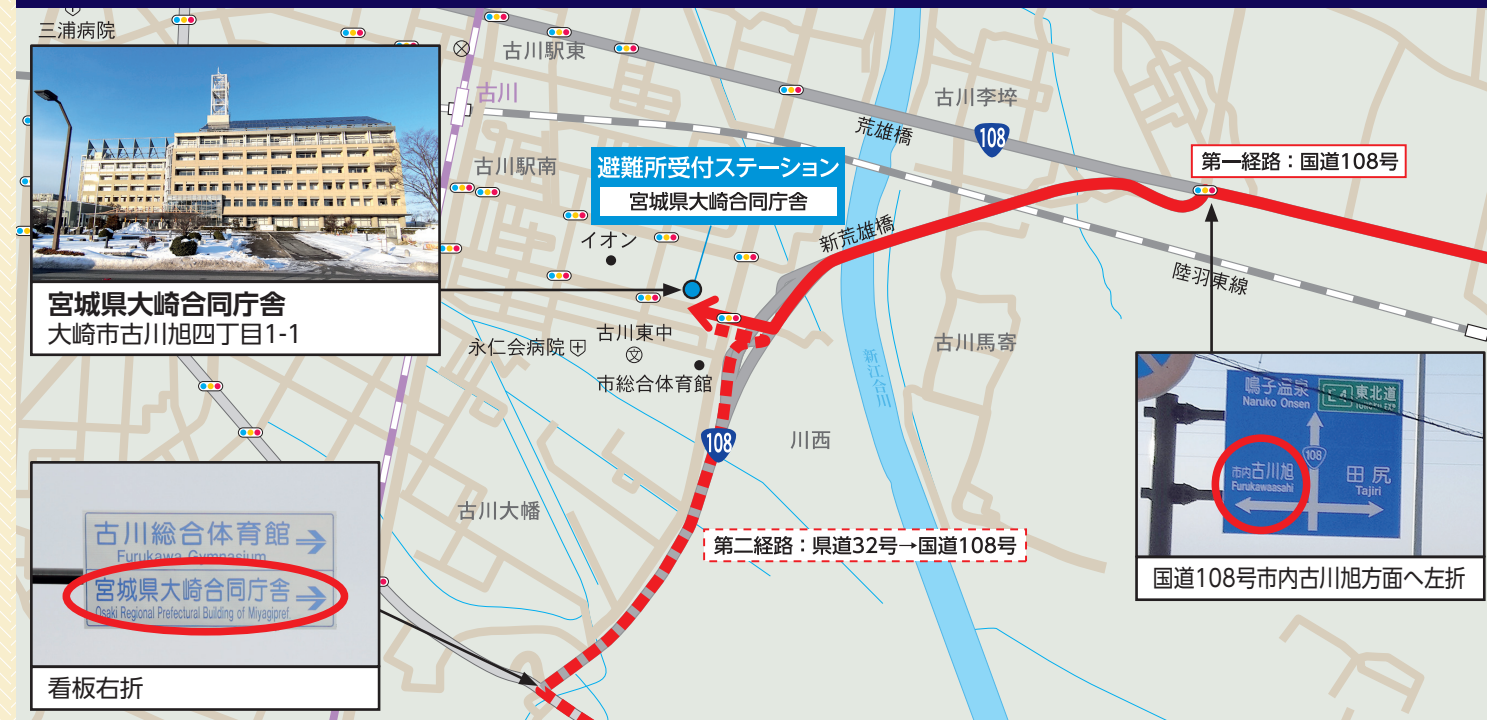 三浦病院
古川駅東
古川
古川李埣
荒雄橋
108
古川駅南
避難所受付ステーション
宮城県大崎合同庁舎
第一経路：国道108号
イオン
新荒雄橋
陸羽東線
宮城県大崎合同庁舎
大崎市古川旭四丁目1-1
古川東中
文
永仁会病院
市総合体育館
古川馬寄
新江合川
108
川西
鳴子温泉
Naruko Onsen
E4 東北道
TOHOKU EXP
108
市内古川旭
Furukawaasahi
田尻
Tajiri
国道108号市内古川旭方面へ左折
古川大幡
第二経路：県道32号→国道108号
古川総合体育館
Furukawa Gymnasium
宮城県大崎合同庁舎
Osaki Regional Prefectural Building of Miyagipref.
看板右折